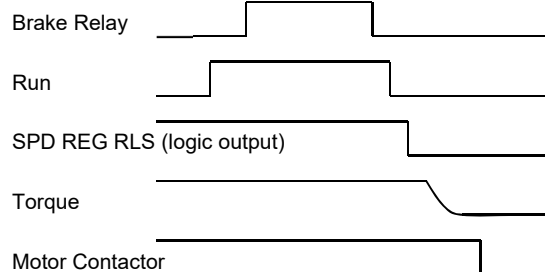 Brake Relay
Run
SPD REG RLS (logic output)
Torque
Motor Contactor